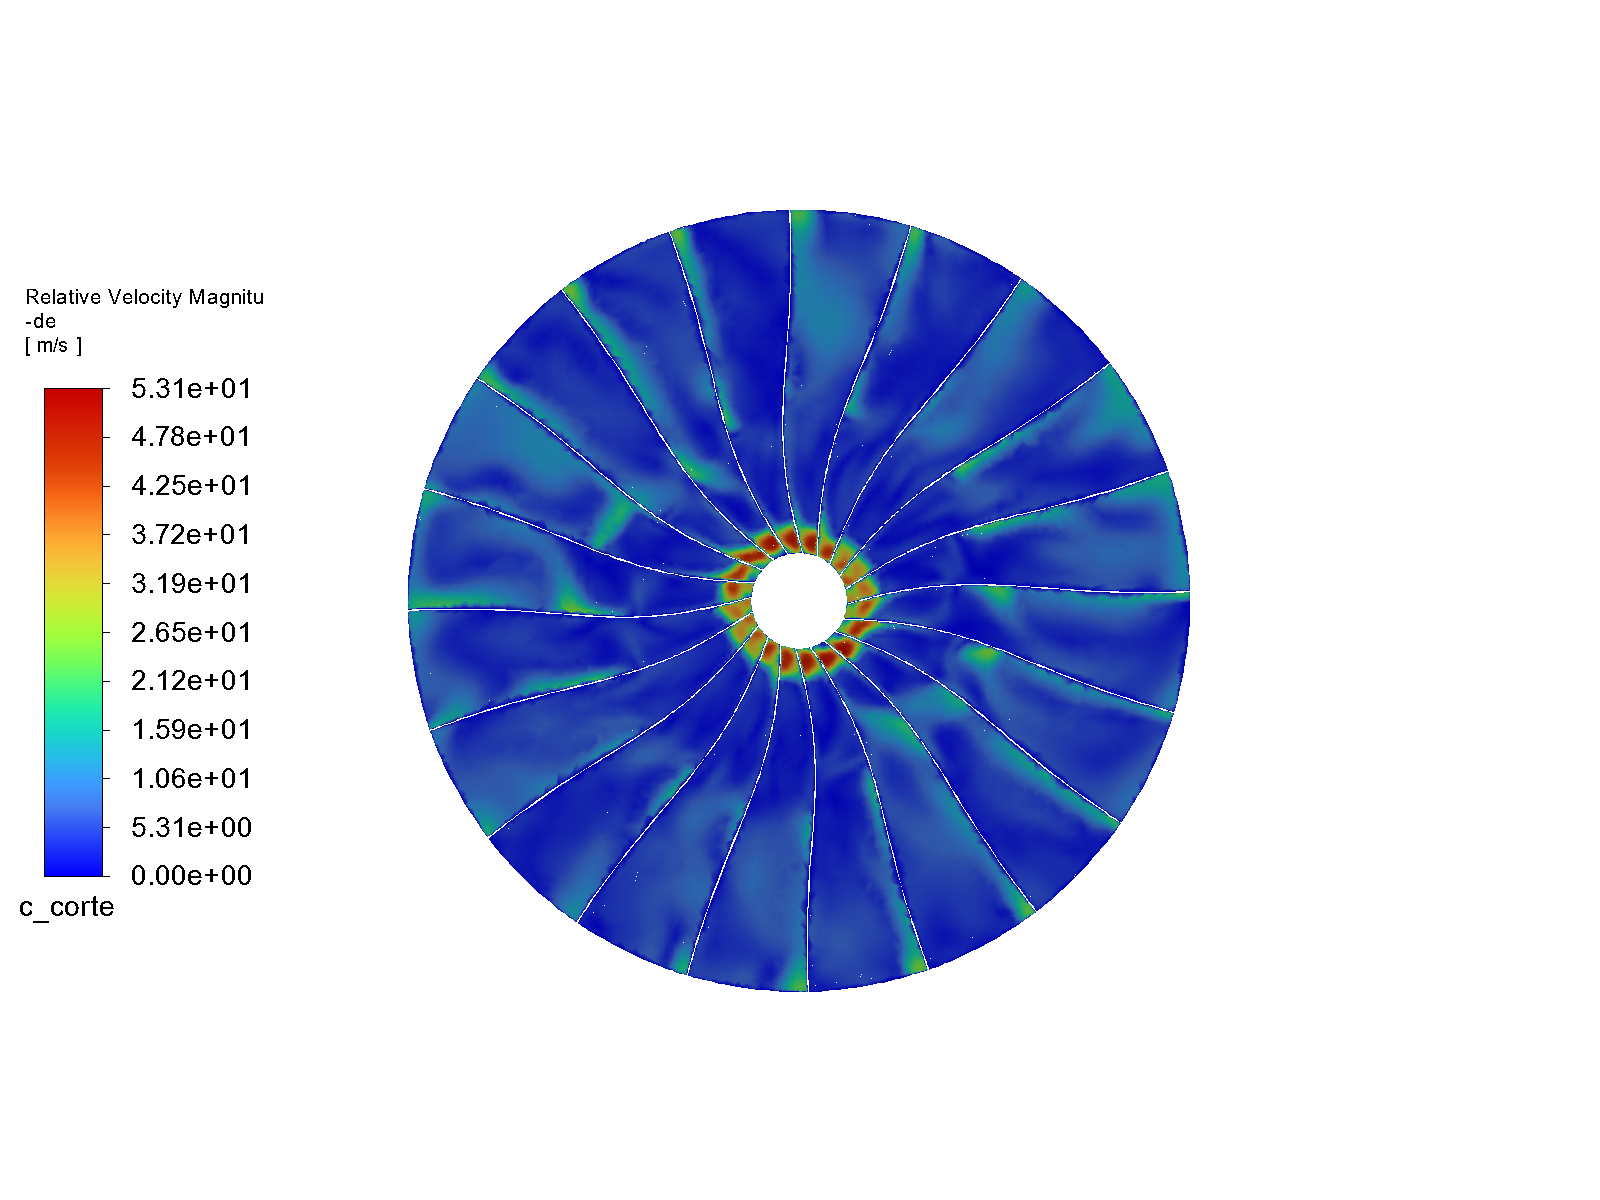 Relative Velocity Magnitu
-de
[ m/s ]
5.31e+01
4.78e+01
4.25e+01
3.72e+01
3.19e+01
2.65e+01
2.12e+01
1.59e+01
1.06e+01
5.31e+00
0.00e+00
c_corte